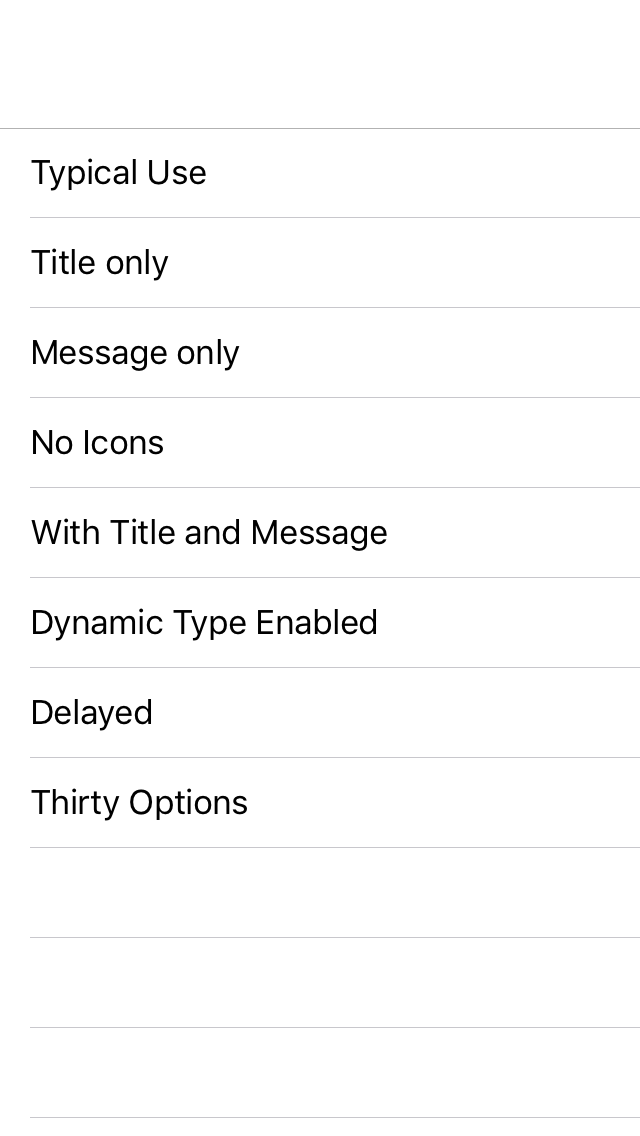 Typical Use
Title only
Message only
No Icons
With Title and Message
Dynamic Type Enabled
Delayed
Thirty Options